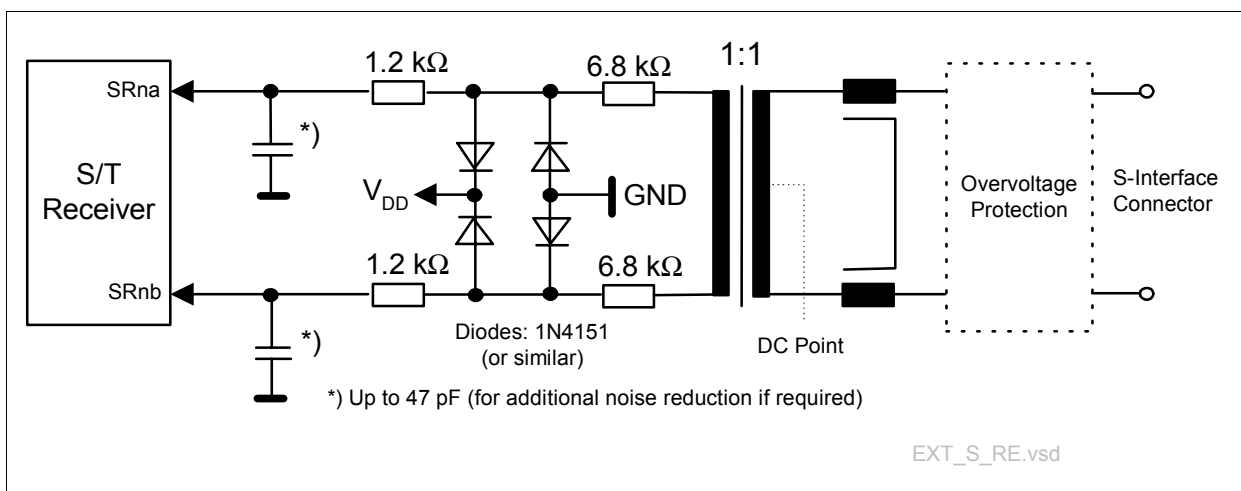 1.2 kΩ
6.8 kΩ
1:1
SRna
*)
S/T
Receiver
V_DD
GND
Overvoltage
Protection
S-Interface
Connector
1.2 kΩ
6.8 kΩ
SRnb
*)
Diodes: 1N4151
(or similar)
DC Point
*) Up to 47 pF (for additional noise reduction if required)
EXT_S_RE.vsd